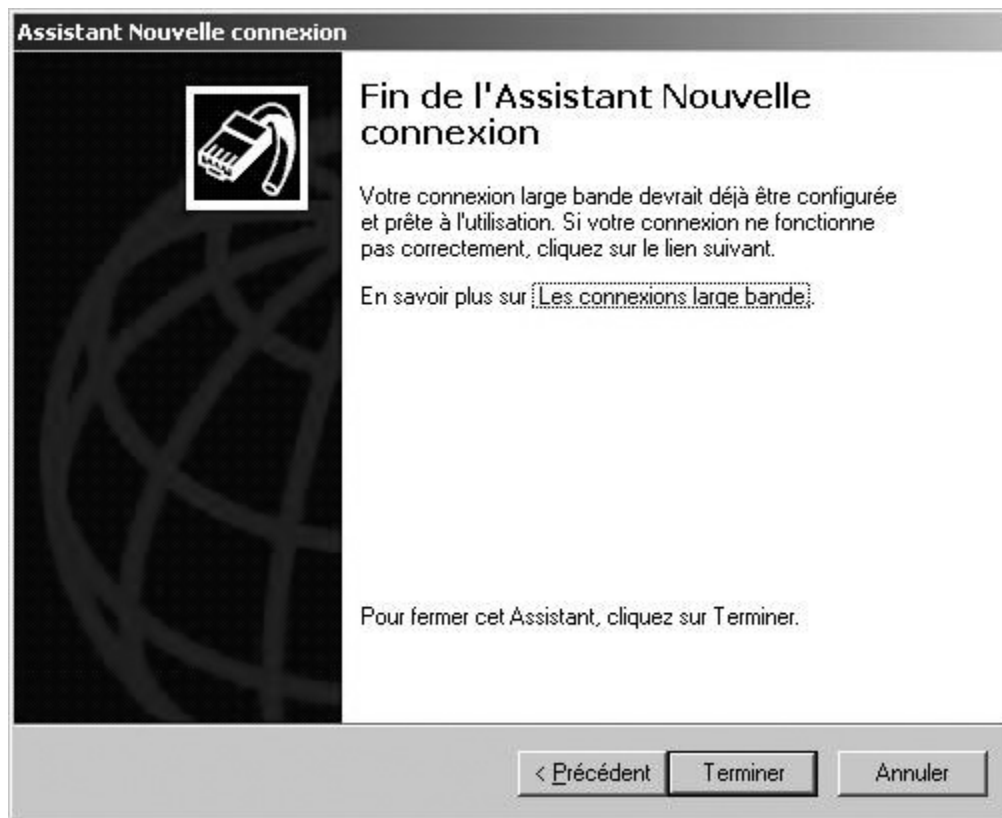 Assistant Nouvelle connexion
Fin de l'Assistant Nouvelle
connexion
Votre connexion large bande devrait déjà être configurée
et prête à l'utilisation. Si votre connexion ne fonctionne
pas correctement, cliquez sur le lien suivant.
En savoir plus sur Les connexions large bande.
Pour fermer cet Assistant, cliquez sur Terminer.
< Précédent
Terminer
Annuler